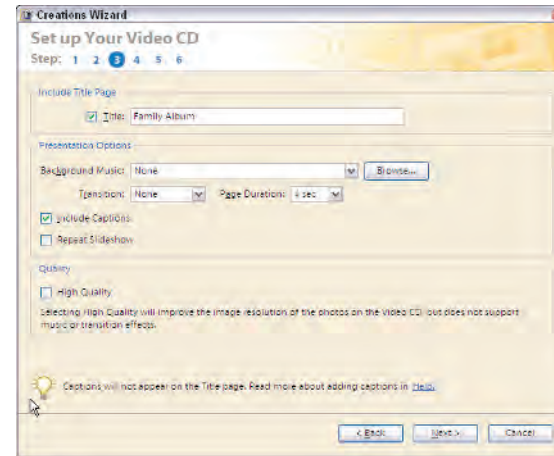 Creations Wizard
Set up Your Video CD
Step: 1 2 3 4 5 6
Include Title Page
Title: Family Album
Presentation Options
Background Music: None Browse...
Transition: None Page Duration: 4 sec
Include Captions
Repeat Slideshow
Quality
High Quality
Selecting High Quality will improve the image resolution of the photos on the Video CD, but does not support
music or transition effects.
Captions will not appear on the Title page. Read more about adding captions in Help.
< Back Next > Cancel